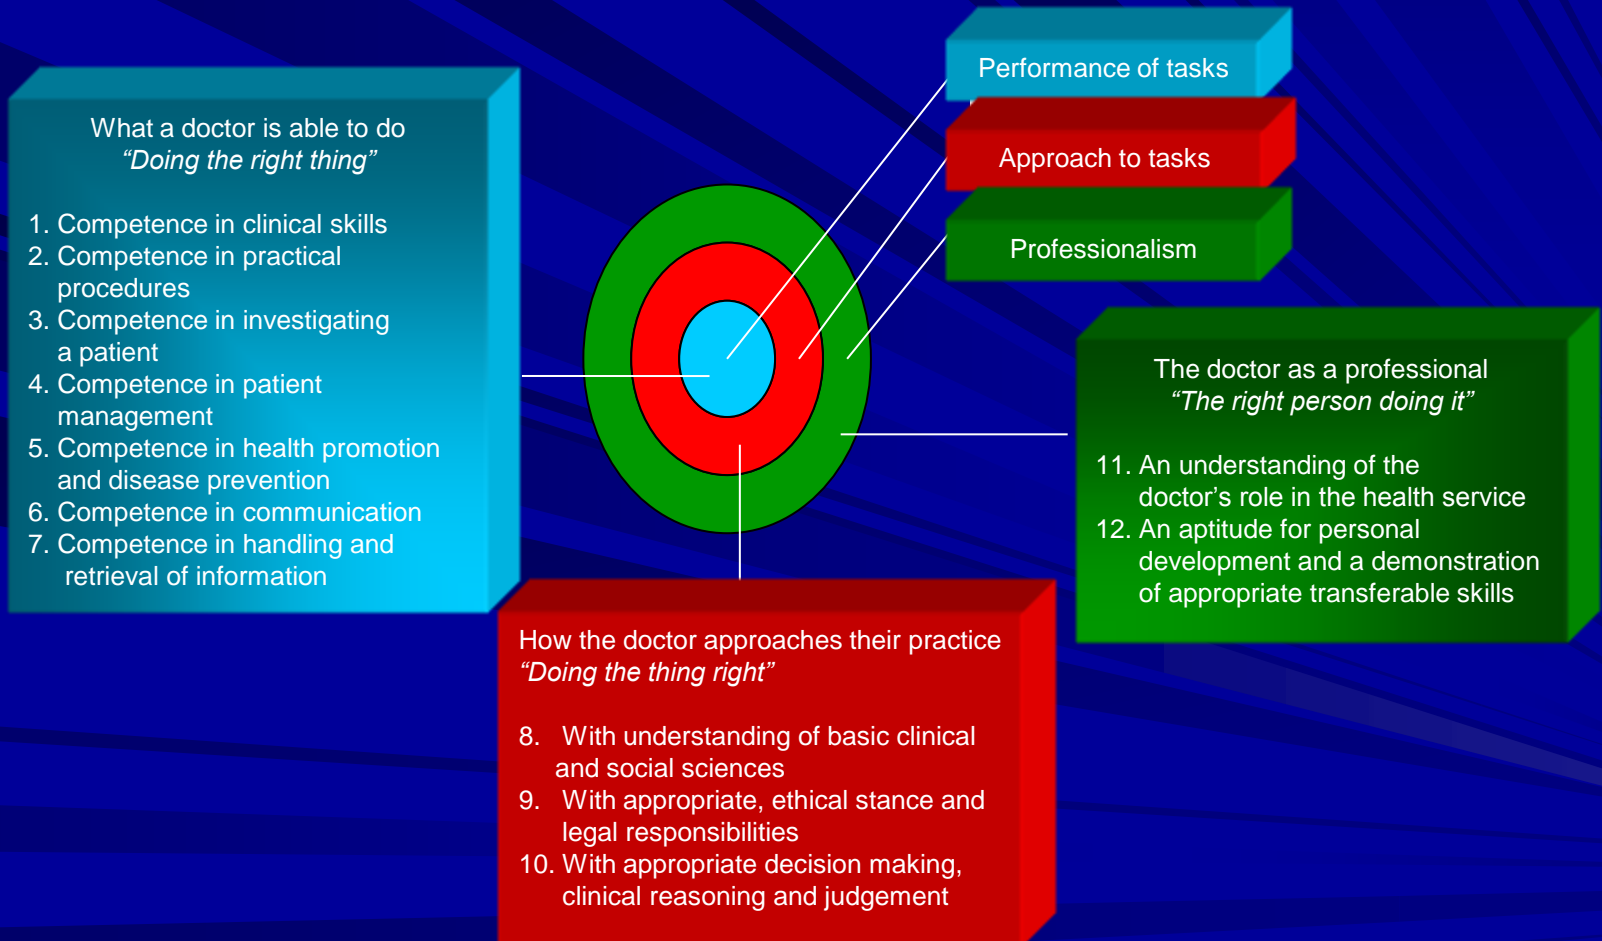 Performance of tasks
Approach to tasks
Professionalism
What a doctor is able to do
“Doing the right thing”
1. Competence in clinical skills
2. Competence in practical
procedures
3. Competence in investigating
a patient
4. Competence in patient
management
5. Competence in health promotion
and disease prevention
6. Competence in communication
7. Competence in handling and
retrieval of information
How the doctor approaches their practice
“Doing the thing right”
8. With understanding of basic clinical
and social sciences
9. With appropriate, ethical stance and
legal responsibilities
10. With appropriate decision making,
clinical reasoning and judgement
The doctor as a professional
“The right person doing it”
11. An understanding of the
doctor’s role in the health service
12. An aptitude for personal
development and a demonstration
of appropriate transferable skills